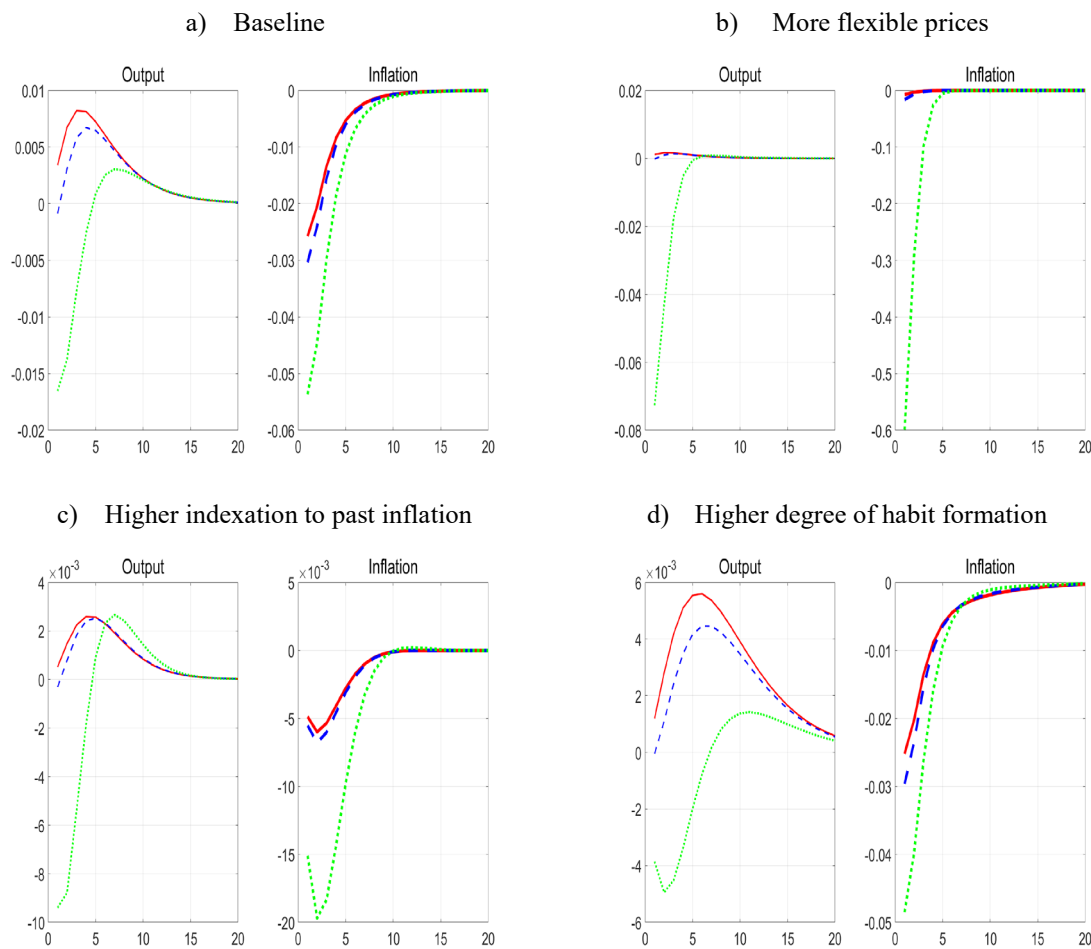 a) Baseline
Output
0.01
0.005
0
-0.005
-0.01
-0.015
-0.02
0 5 10 15 20
Inflation
0
-0.01
-0.02
-0.03
-0.04
-0.05
-0.06
0 5 10 15 20
b) More flexible prices
Output
0.02
0
-0.02
-0.04
-0.06
-0.08
0 5 10 15 20
Inflation
0
-0.1
-0.2
-0.3
-0.4
-0.5
-0.6
0 5 10 15 20
c) Higher indexation to past inflation
Output
×10⁻³
4
2
0
-2
-4
-6
-8
-10
0 5 10 15 20
Inflation
×10⁻³
5
0
-5
-10
-15
-20
0 5 10 15 20
d) Higher degree of habit formation
Output
×10⁻³
6
4
2
0
-2
-4
-6
0 5 10 15 20
Inflation
0
-0.01
-0.02
-0.03
-0.04
-0.05
0 5 10 15 20